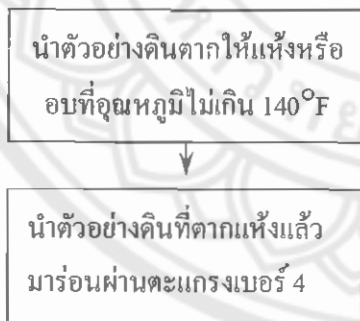 นำตัวอย่างดินตากให้แห้งหรือ
อบที่อุณหภูมิไม่เกิน 140°F
นำตัวอย่างดินที่ตากแห้งแล้ว
มาร่อนผ่านตะแกรงเบอร์ 4